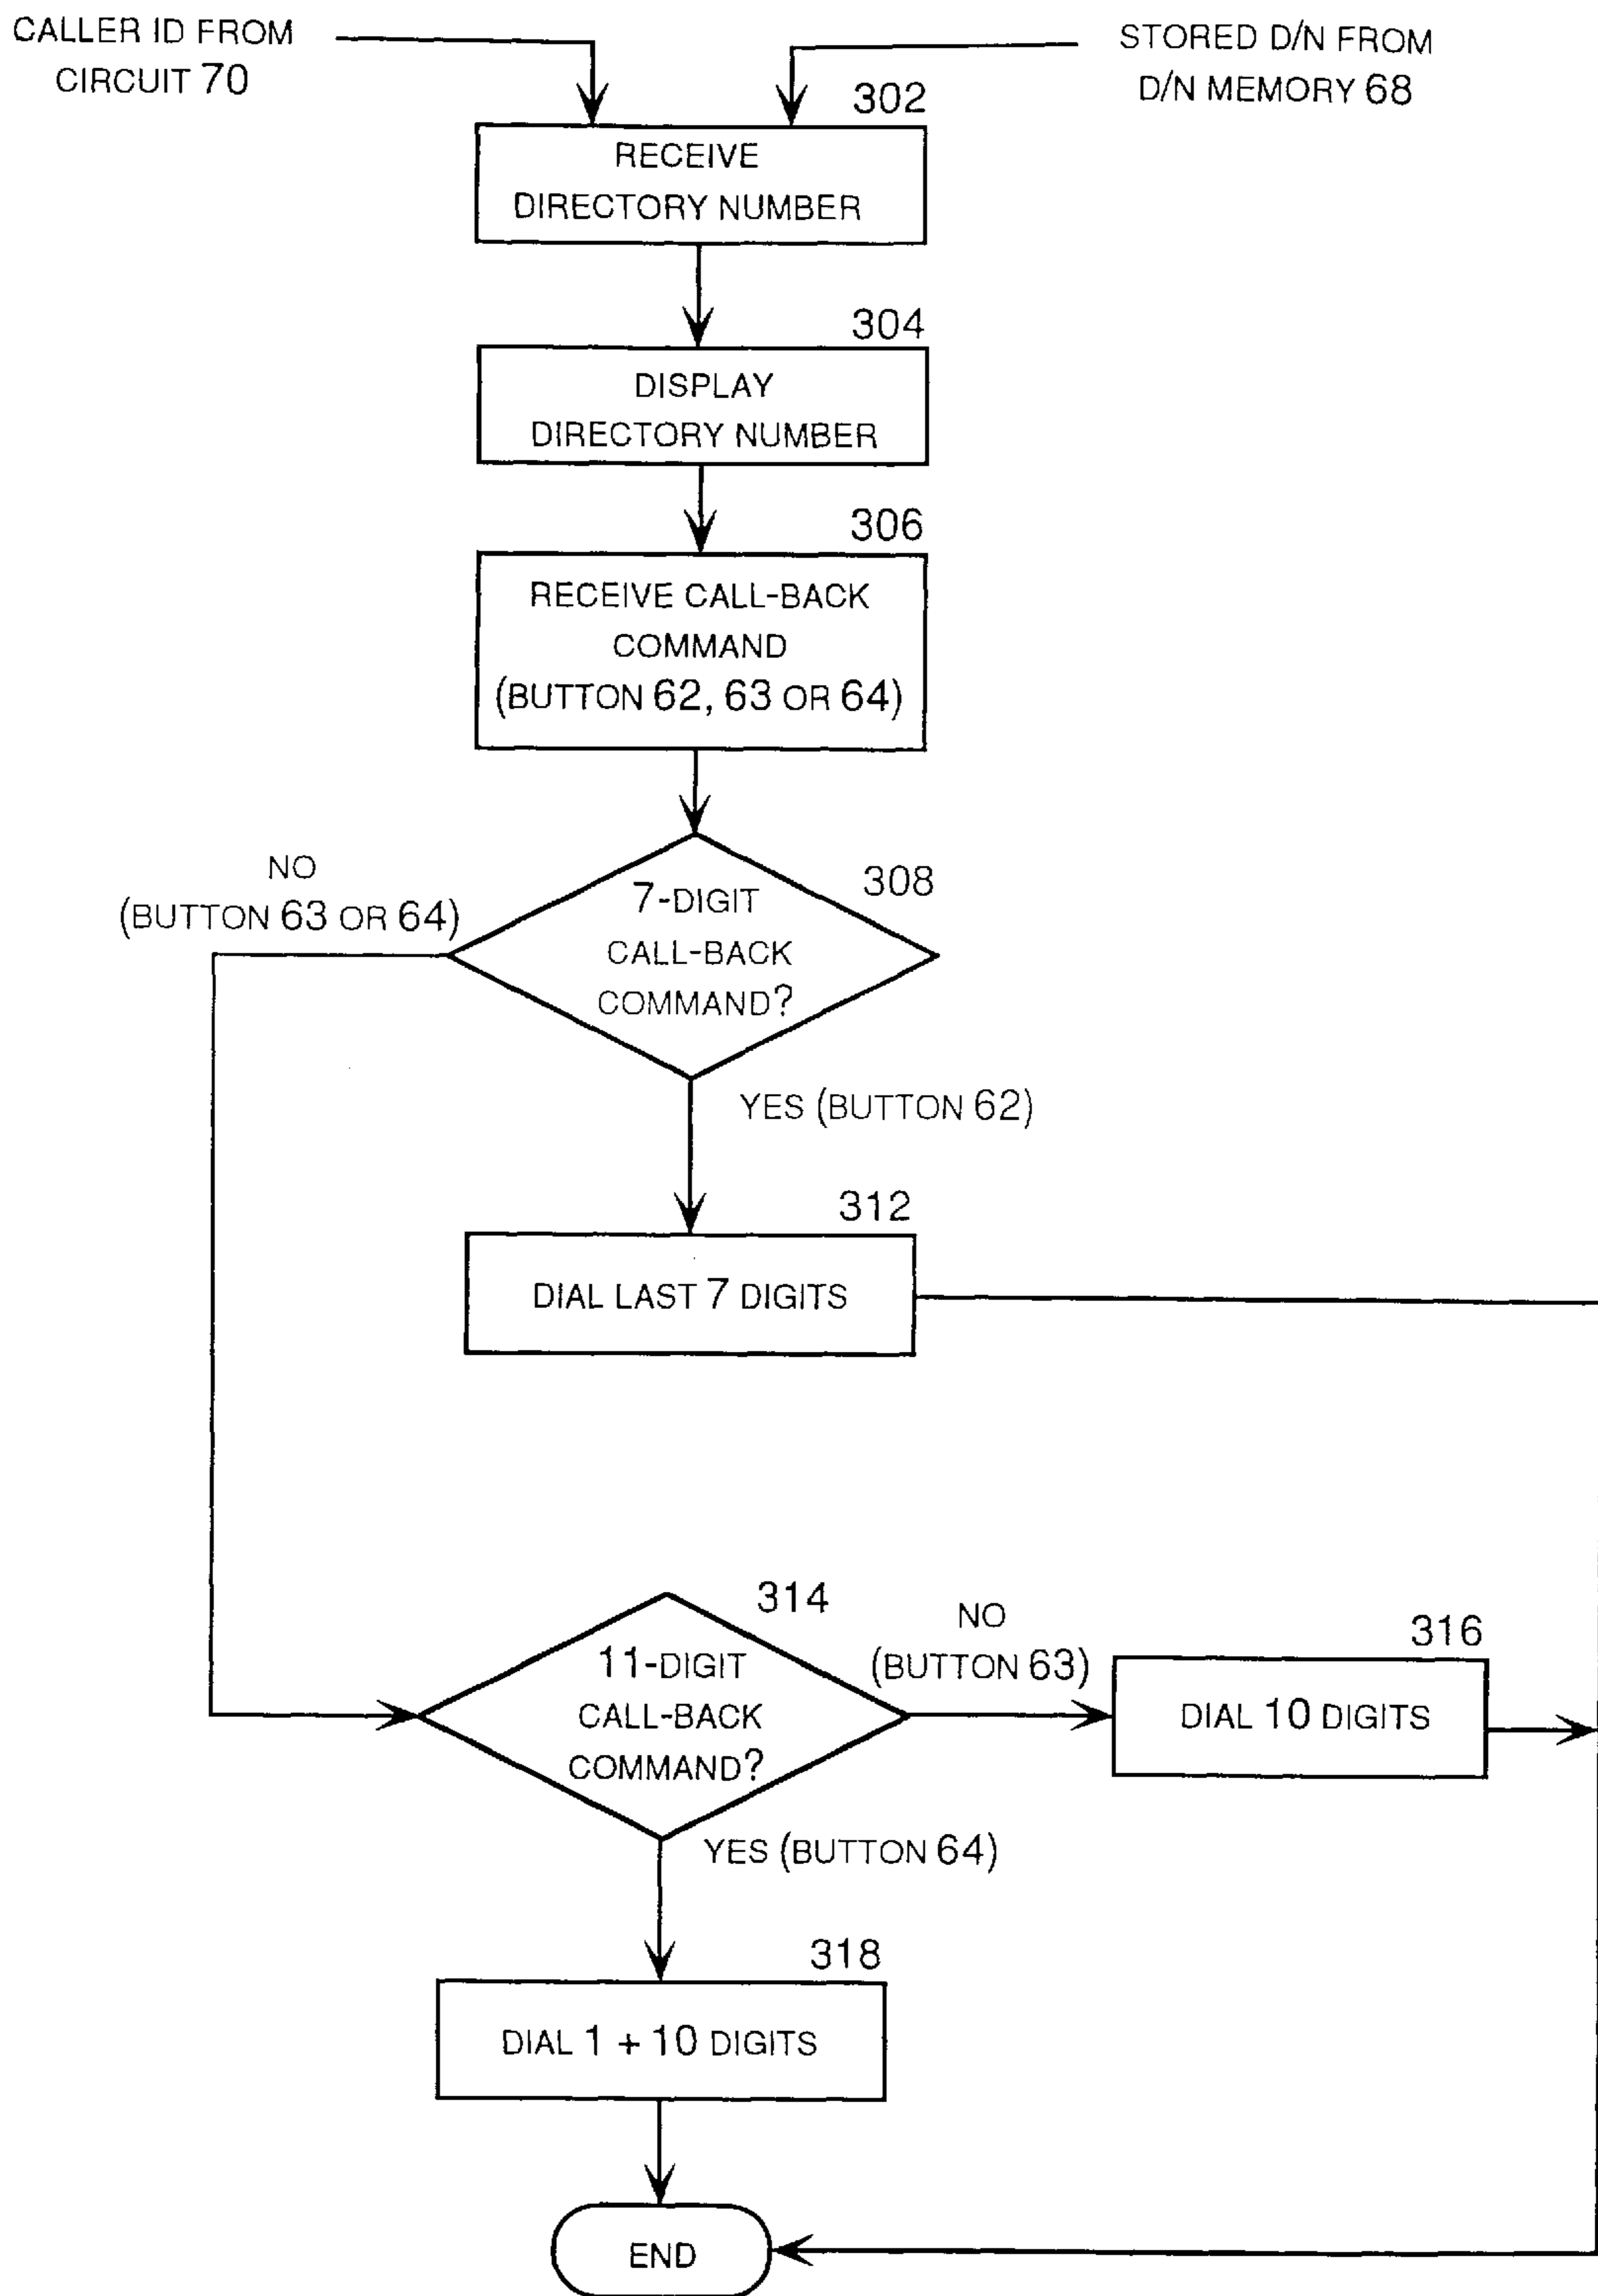 CALLER ID FROM
CIRCUIT 70
STORED D/N FROM
D/N MEMORY 68
302
RECEIVE
DIRECTORY NUMBER
304
DISPLAY
DIRECTORY NUMBER
306
RECEIVE CALL-BACK
COMMAND
(BUTTON 62, 63 OR 64)
NO
(BUTTON 63 OR 64)
308
7-DIGIT
CALL-BACK
COMMAND?
YES (BUTTON 62)
312
DIAL LAST 7 DIGITS
314
11-DIGIT
CALL-BACK
COMMAND?
NO
(BUTTON 63)
316
DIAL 10 DIGITS
YES (BUTTON 64)
318
DIAL 1 + 10 DIGITS
END